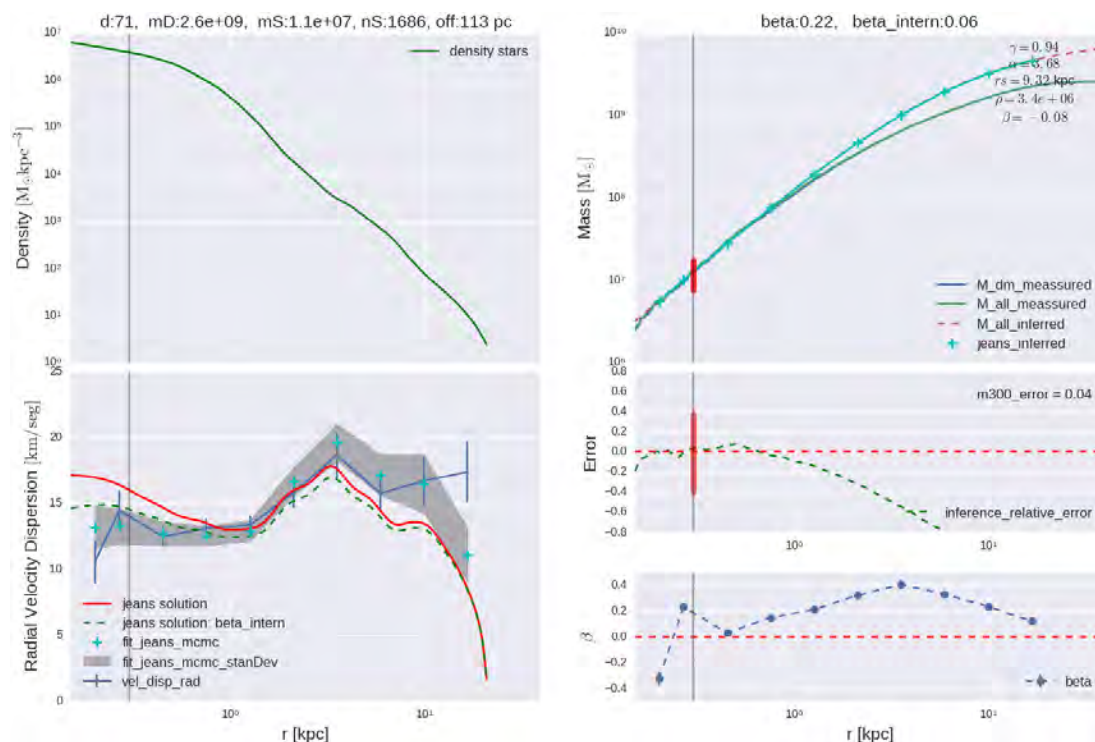 d:71, mD:2.6e+09, mS:1.1e+07, nS:1686, off:113 pc
density stars
Density [M⊙kpc⁻³]
10⁷
10⁶
10⁵
10⁴
10³
10²
10¹
10⁰
beta:0.22, beta_intern:0.06
γ = 0.94
rs = 9.32 kpc
ρ = 3.4e + 06
β = −0.08
Mass [M⊙]
10¹⁰
10⁹
10⁸
10⁷
10⁶
M_dm_meassured
M_all_meassured
M_all_inferred
jeans_inferred
Radial Velocity Dispersion [km/seg]
25
20
15
10
5
0
jeans solution
jeans solution: beta_intern
fit_jeans_mcmc
fit_jeans_mcmc_stanDev
vel_disp_rad
10⁰
10¹
r [kpc]
Error
0.8
0.6
0.4
0.2
0.0
−0.2
−0.4
−0.6
−0.8
m300_error = 0.04
inference_relative_error
10⁰
10¹
β
0.4
0.2
0.0
−0.2
−0.4
beta
10⁰
10¹
r [kpc]